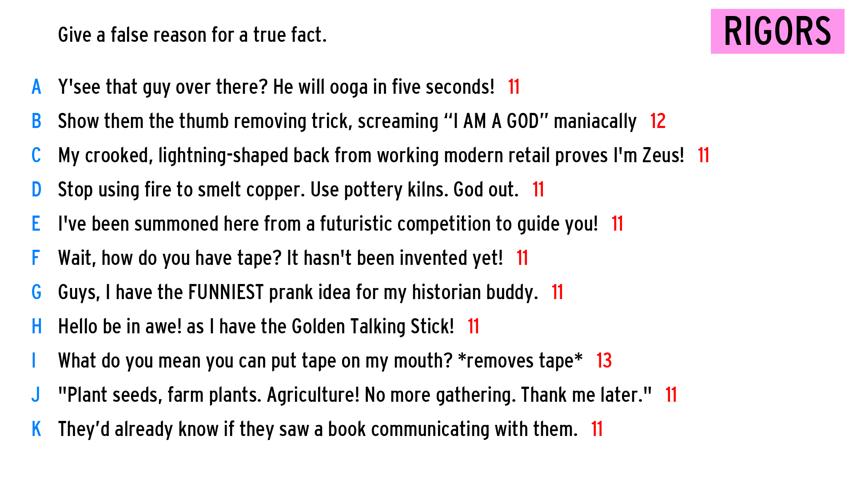 Give a false reason for a true fact.
RIGORS
A Y'see that guy over there? He will ooga in five seconds! 11
B Show them the thumb removing trick, screaming “I AM A GOD” maniacally 12
C My crooked, lightning-shaped back from working modern retail proves I'm Zeus! 11
D Stop using fire to smelt copper. Use pottery kilns. God out. 11
E I've been summoned here from a futuristic competition to guide you! 11
F Wait, how do you have tape? It hasn't been invented yet! 11
G Guys, I have the FUNNIEST prank idea for my historian buddy. 11
H Hello be in awe! as I have the Golden Talking Stick! 11
I What do you mean you can put tape on my mouth? *removes tape* 13
J "Plant seeds, farm plants. Agriculture! No more gathering. Thank me later." 11
K They’d already know if they saw a book communicating with them. 11